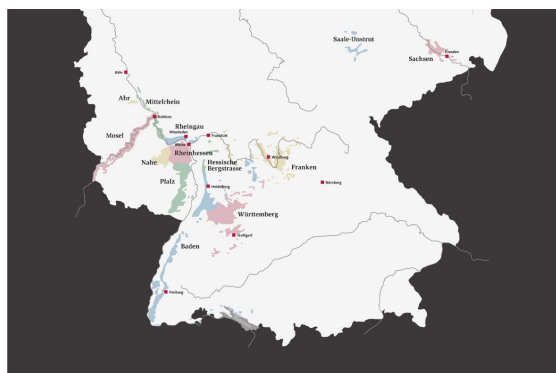 Saale-Unstrut
Dresden
Sachsen
Köln
Ahr
Mittelrhein
Koblenz
Mosel
Rheingau
Wiesbaden
Frankfurt
Mainz
Rheinhessen
Nahe
Hessische
Bergstrasse
Würzburg
Franken
Pfalz
Heidelberg
Nürnberg
Württemberg
Stuttgart
Baden
Freiburg